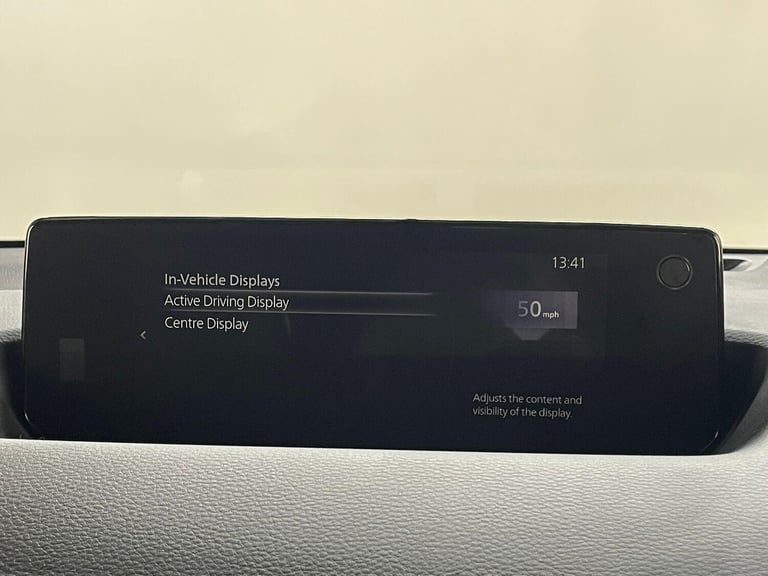 13:41
In-Vehicle Displays
Active Driving Display
50 mph
Centre Display
Adjusts the content and
visibility of the display.